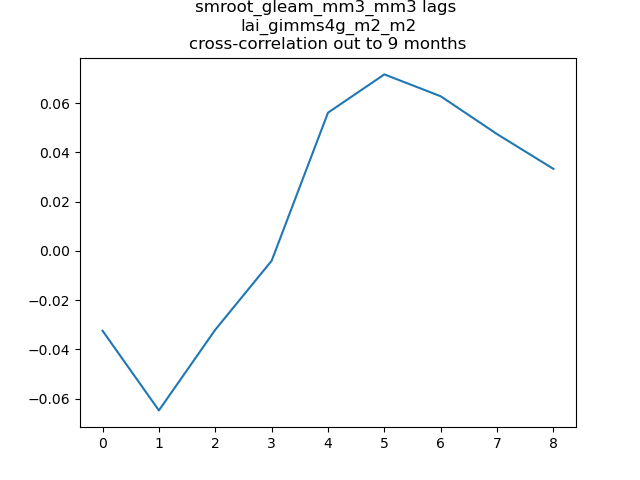 smroot_gleam_mm3_mm3 lags
lai_gimms4g_m2_m2
cross-correlation out to 9 months
0.06
0.04
0.02
0.00
−0.02
−0.04
−0.06
0 1 2 3 4 5 6 7 8